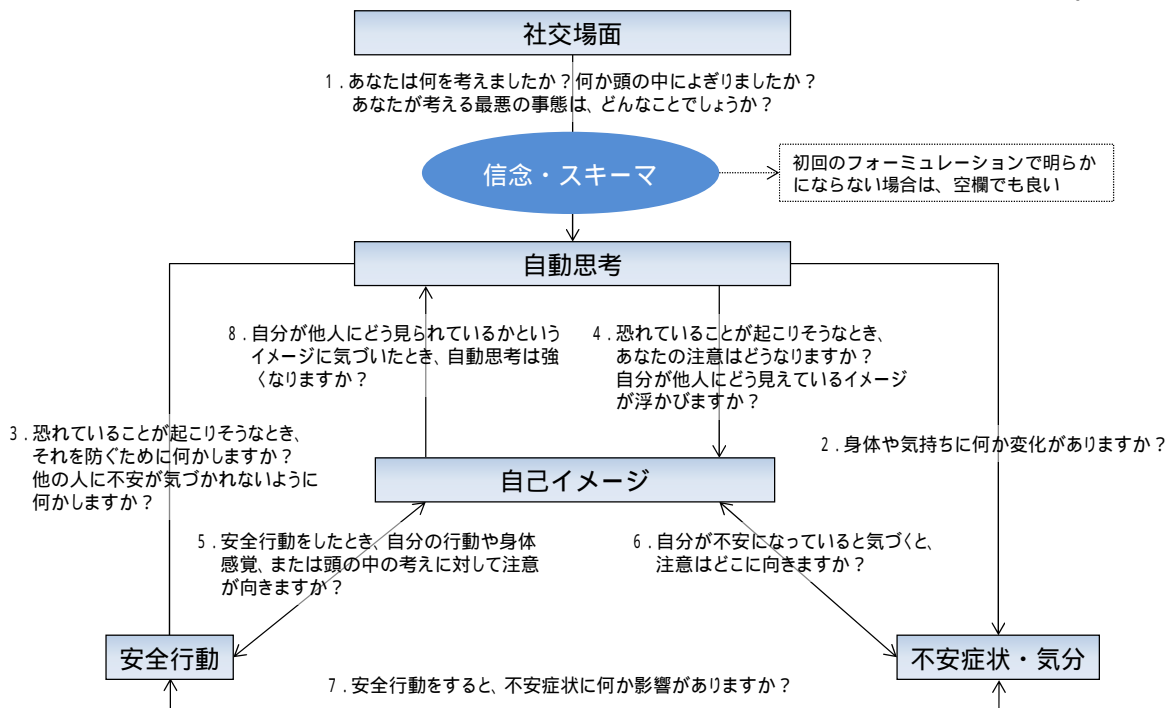 社交場面
1．あなたは何を考えましたか？何か頭の中によぎりましたか？
あなたが考える最悪の事態は、どんなことでしょうか？
信念・スキーマ
初回のフォーミュレーションで明らか
にならない場合は、空欄でも良い
自動思考
8．自分が他人にどう見られているかという
イメージに気づいたとき、自動思考は強
くなりますか？
4．恐れていることが起こりそうなとき、
あなたの注意はどうなりますか？
自分が他人にどう見えているイメージ
が浮かびますか？
3．恐れていることが起こりそうなとき、
それを防ぐために何かしますか？
他の人に不安が気づかれないように
何かしますか？
2．身体や気持ちに何か変化がありますか？
自己イメージ
5．安全行動をしたとき、自分の行動や身体
感覚、または頭の中の考えに対して注意
が向きますか？
6．自分が不安になっていると気づくと、
注意はどこに向きますか？
安全行動
不安症状・気分
7．安全行動をすると、不安症状に何か影響がありますか？